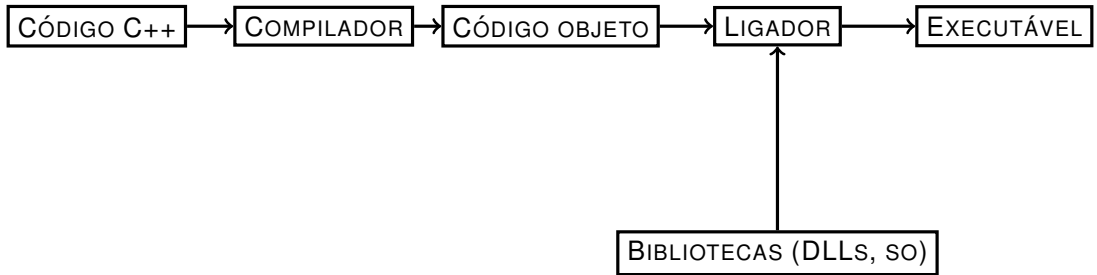 CÓDIGO C++
COMPILADOR
CÓDIGO OBJETO
LIGADOR
EXECUTÁVEL
BIBLIOTECAS (DLLS, SO)